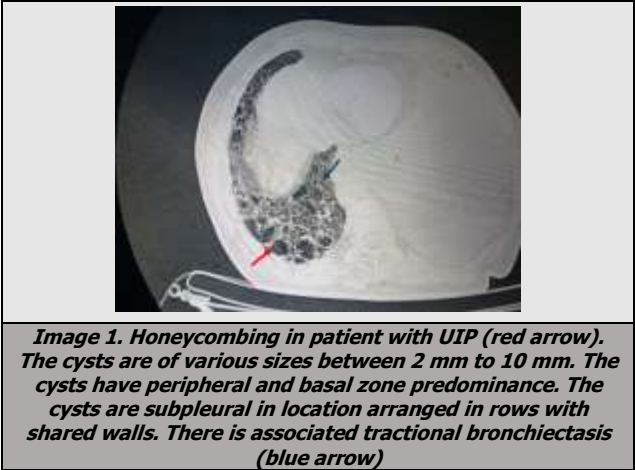 Image 1. Honeycombing in patient with UIP (red arrow).
The cysts are of various sizes between 2 mm to 10 mm. The
cysts have peripheral and basal zone predominance. The
cysts are subpleural in location arranged in rows with
shared walls. There is associated tractional bronchiectasis
(blue arrow)